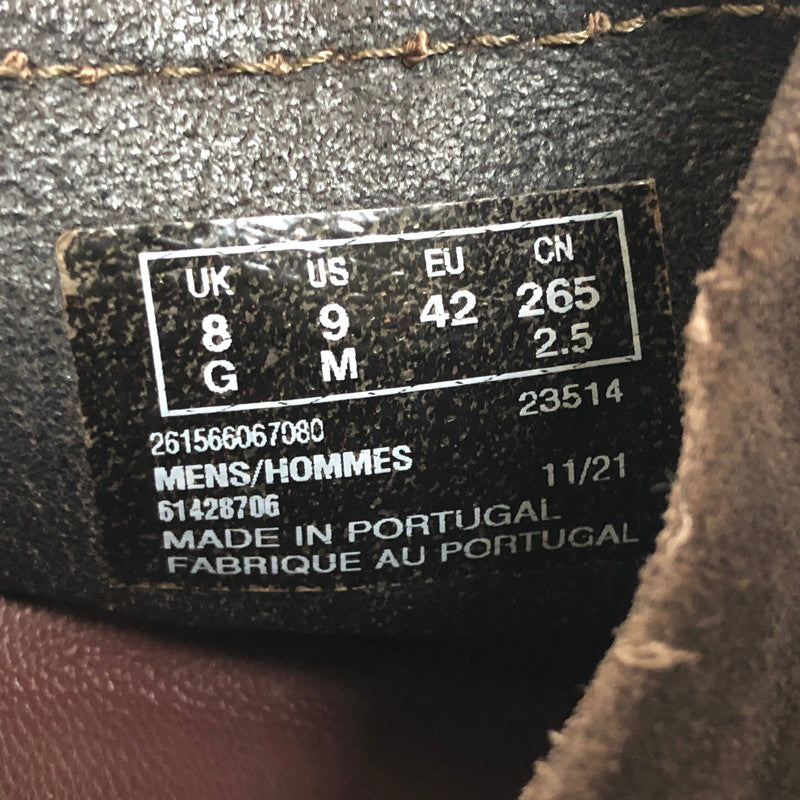 UK US EU CN
8 9 42 265
G M 2.5
23514
261566067080
MENS/HOMMES 11/21
61428706
MADE IN PORTUGAL
FABRIQUE AU PORTUGAL